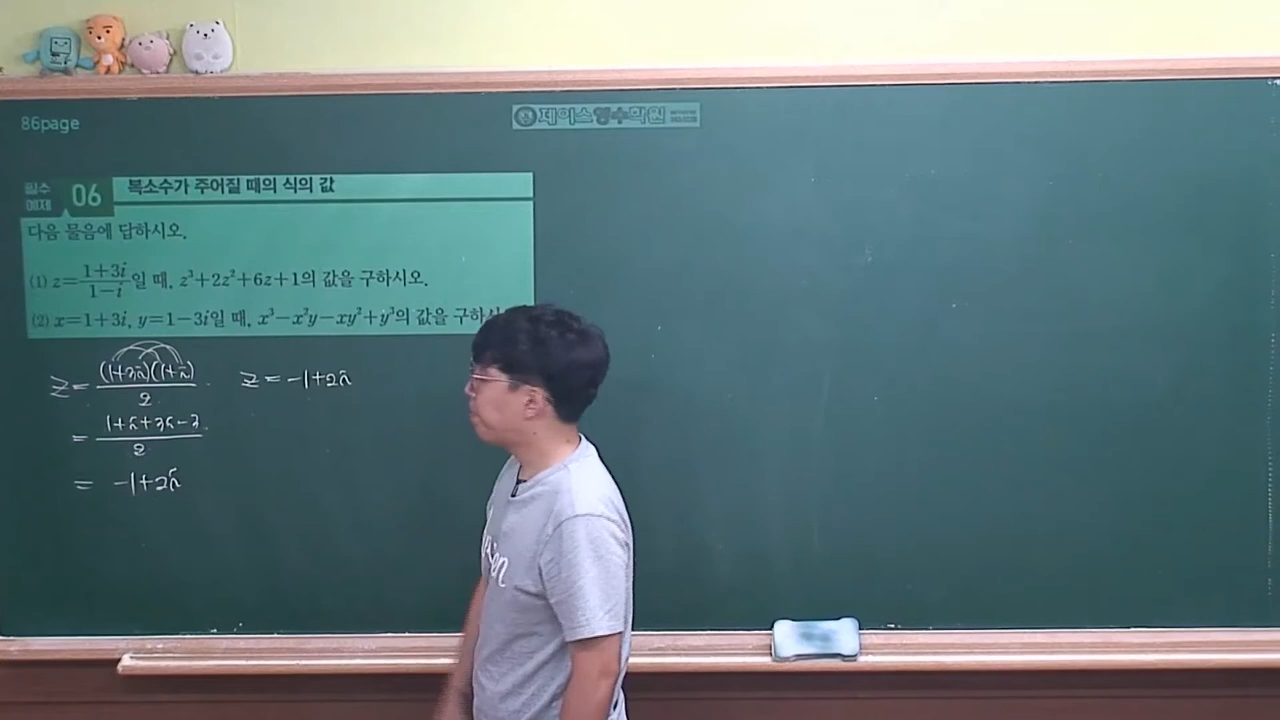 86page
제이스영수학원
필수 예제 06 복소수가 주어질 때의 식의 값
다음 물음에 답하시오.
(1) z=\frac{1+3i}{1-i}일 때, z³+2z²+6z+1의 값을 구하시오.
(2) x=1+3i, y=1-3i일 때, x³-x²y-xy²+y³의 값을 구하시
z=\frac{(1+3i)(1+i)}{2}
z=-1+2i
=\frac{1+i+3i-3}{2}
= -1+2i